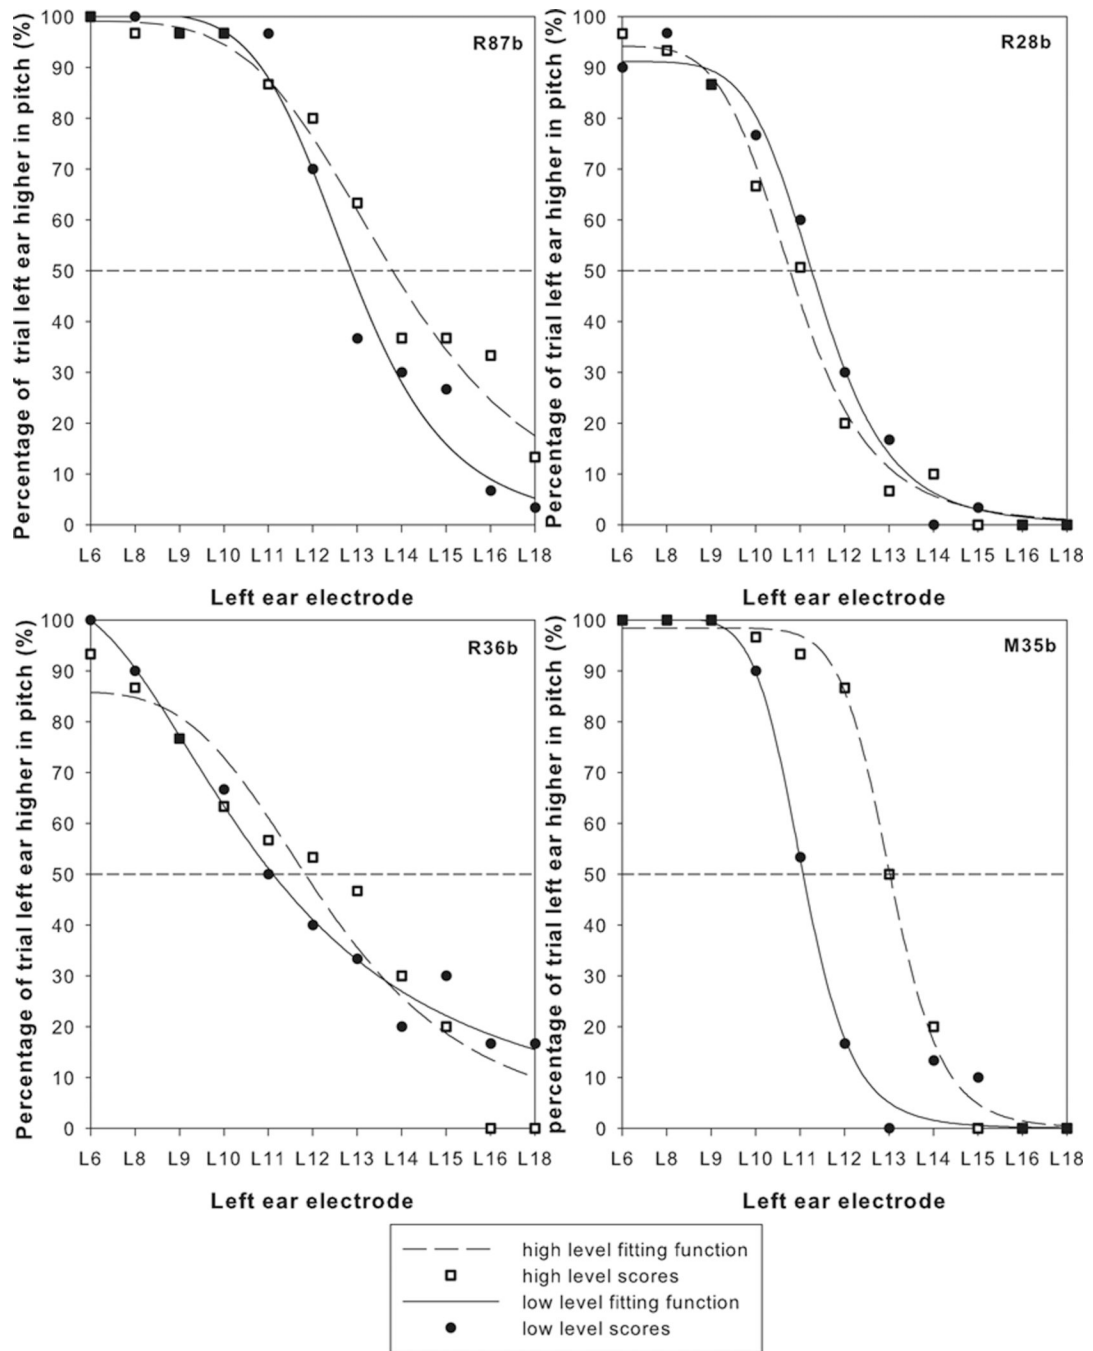 Percentage of trial left ear higher in pitch (%)
100
90
80
70
60
50
40
30
20
10
0
R87b
L6 L8 L9 L10 L11 L12 L13 L14 L15 L16 L18
Left ear electrode
Percentage of trial left ear higher in pitch (%)
100
90
80
70
60
50
40
30
20
10
0
R28b
L6 L8 L9 L10 L11 L12 L13 L14 L15 L16 L18
Left ear electrode
Percentage of trial left ear higher in pitch (%)
100
90
80
70
60
50
40
30
20
10
0
R36b
L6 L8 L9 L10 L11 L12 L13 L14 L15 L16 L18
Left ear electrode
percentage of trial left ear higher in pitch (%)
100
90
80
70
60
50
40
30
20
10
0
M35b
L6 L8 L9 L10 L11 L12 L13 L14 L15 L16 L18
Left ear electrode
high level fitting function
high level scores
low level fitting function
low level scores